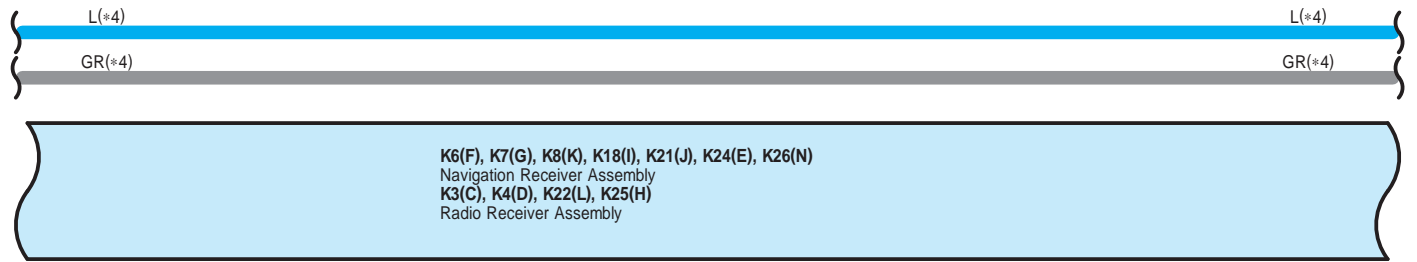 L(*4) L(*4)
GR(*4) GR(*4)
K6(F), K7(G), K8(K), K18(I), K21(J), K24(E), K26(N)
Navigation Receiver Assembly
K3(C), K4(D), K22(L), K25(H)
Radio Receiver Assembly